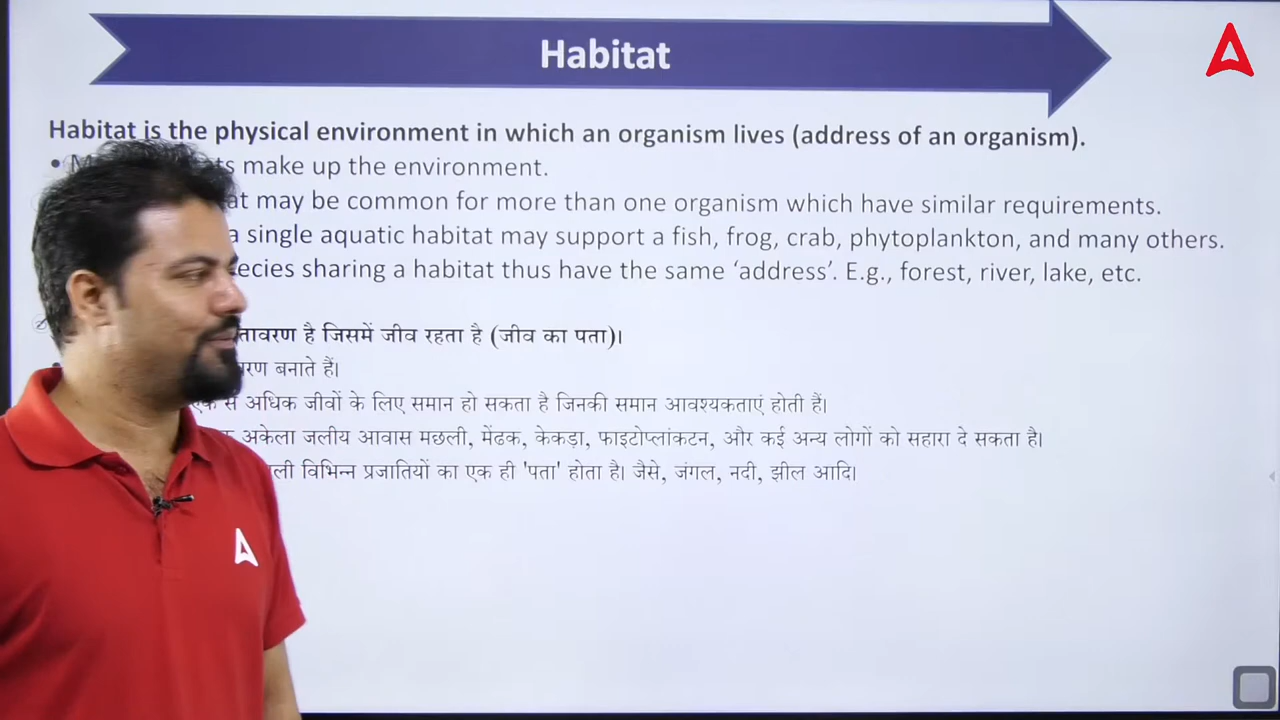 Habitat
Habitat is the physical environment in which an organism lives (address of an organism).
make up the environment.
may be common for more than one organism which have similar requirements.
a single aquatic habitat may support a fish, frog, crab, phytoplankton, and many others.
sharing a habitat thus have the same ‘address’. E.g., forest, river, lake, etc.
है जिसमें जीव रहता है (जीव का पता)।
बनाते हैं।
से अधिक जीवों के लिए समान हो सकता है जिनकी समान आवश्यकताएं होती हैं।
अकेला जलीय आवास मछली, मेंढक, केकड़ा, फाइटोप्लांकटन, और कई अन्य लोगों को सहारा दे सकता है।
विभिन्न प्रजातियों का एक ही 'पता' होता है। जैसे, जंगल, नदी, झील आदि।